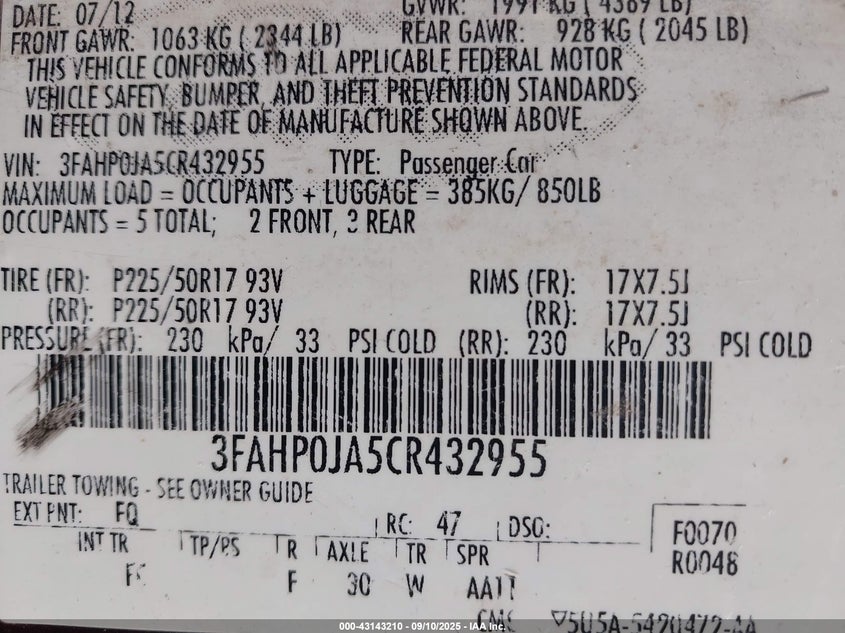 DATE: 07/12 GVWR: 1991 KG ( 4389 LB)
FRONT GAWR: 1063 KG ( 2344 LB) REAR GAWR: 928 KG ( 2045 LB)
THIS VEHICLE CONFORMS TO ALL APPLICABLE FEDERAL MOTOR
VEHICLE SAFETY, BUMPER, AND THEFT PREVENTION STANDARDS
IN EFFECT ON THE DATE OF MANUFACTURE SHOWN ABOVE.
VIN: 3FAHP0JA5CR432955 TYPE: Passenger Car
MAXIMUM LOAD = OCCUPANTS + LUGGAGE = 385KG/ 850LB
OCCUPANTS = 5 TOTAL; 2 FRONT, 3 REAR
TIRE (FR): P225/50R17 93V RIMS (FR): 17X7.5J
(RR): P225/50R17 93V (RR): 17X7.5J
PRESSURE (FR): 230 kPa/ 33 PSI COLD (RR): 230 kPa/ 33 PSI COLD
3FAHP0JA5CR432955
TRAILER TOWING - SEE OWNER GUIDE
EXT PNT: FQ RC: 47 DSO: F0070
INT TR TP/PS R AXLE TR SPR R0048
F 30 W AA11
000-43143210 - 09/10/2025 - IAA Inc.